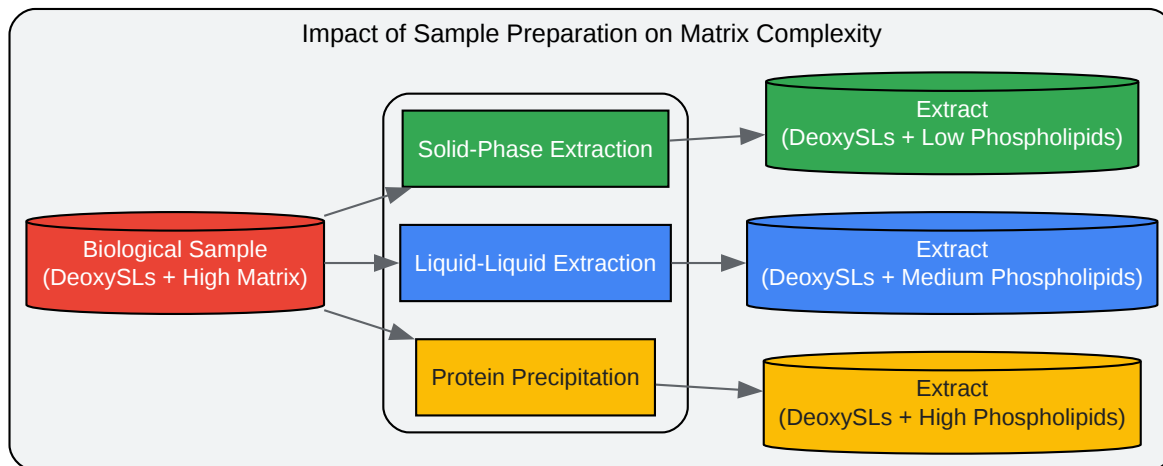 Impact of Sample Preparation on Matrix Complexity
Biological Sample
(DeoxySLs + High Matrix)
Solid-Phase Extraction
Liquid-Liquid Extraction
Protein Precipitation
Extract
(DeoxySLs + Low Phospholipids)
Extract
(DeoxySLs + Medium Phospholipids)
Extract
(DeoxySLs + High Phospholipids)